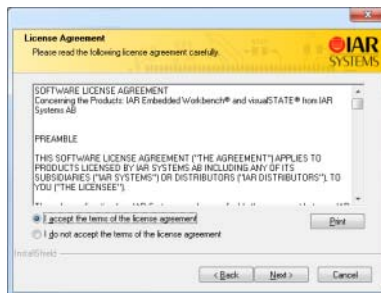 License Agreement
Please read the following license agreement carefully.
IAR
SYSTEMS
SOFTWARE LICENSE AGREEMENT
Concerning the Products: IAR Embedded Workbench® and visualSTATE® from IAR
Systems AB
PREAMBLE
THIS SOFTWARE LICENSE AGREEMENT ("THE AGREEMENT") APPLIES TO
PRODUCTS LICENSED BY IAR SYSTEMS AB INCLUDING ANY OF ITS
SUBSIDIARIES ("IAR SYSTEMS") OR DISTRIBUTORS ("IAR DISTRIBUTORS"), TO
YOU ("THE LICENSEE").
I accept the terms of the license agreement
Print
I do not accept the terms of the license agreement
InstallShield
< Back
Next >
Cancel